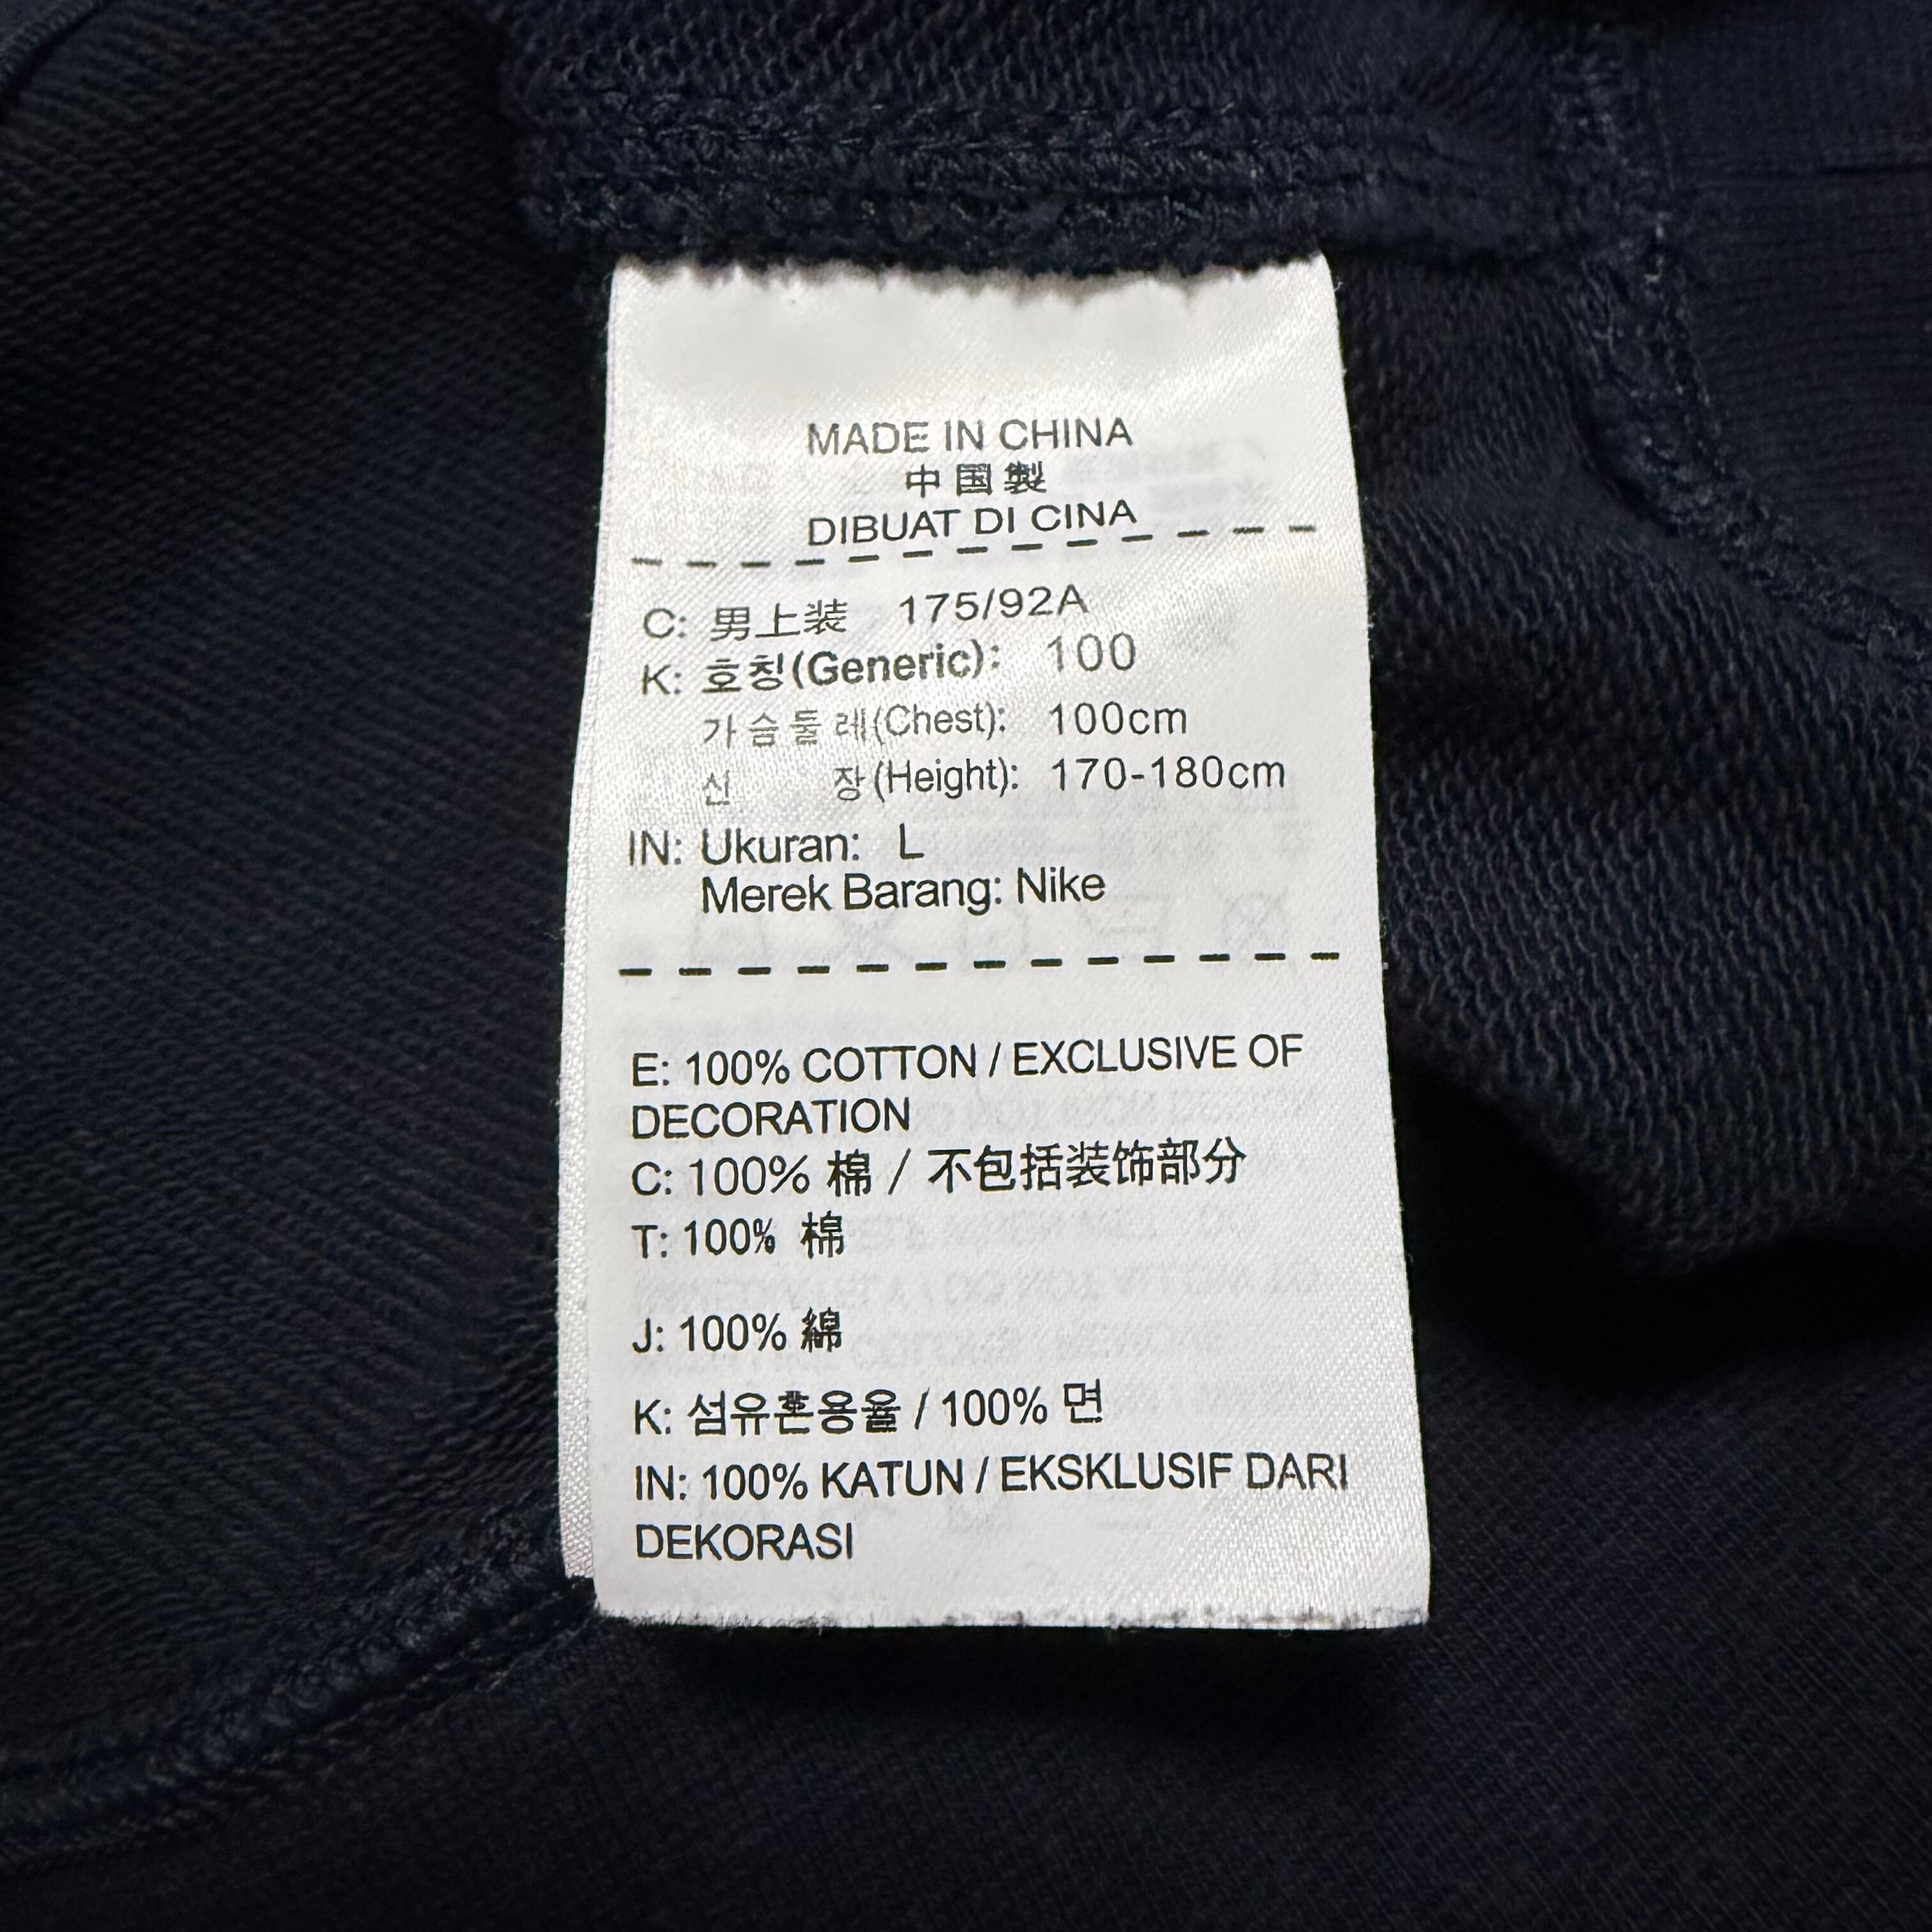 MADE IN CHINA
中国製
DIBUAT DI CINA
C: 男上装 175/92A
K: 호칭(Generic): 100
가슴둘레(Chest): 100cm
신 장(Height): 170-180cm
IN: Ukuran: L
Merek Barang: Nike
E: 100% COTTON / EXCLUSIVE OF
DECORATION
C: 100% 棉 / 不包括装饰部分
T: 100% 棉
J: 100% 綿
K: 섬유혼용율 / 100% 면
IN: 100% KATUN / EKSKLUSIF DARI
DEKORASI